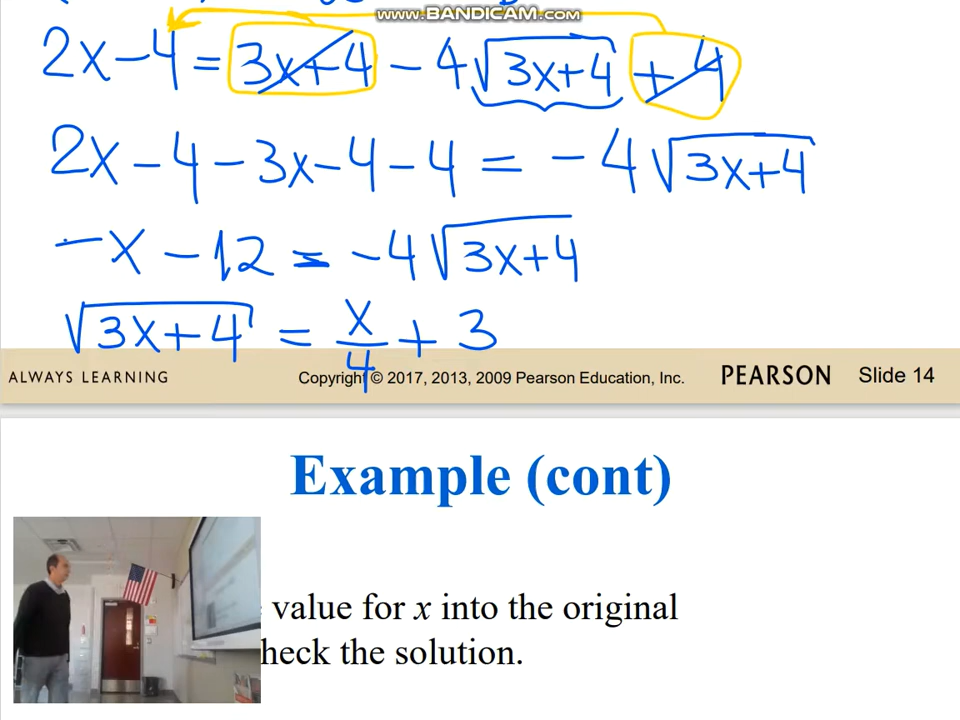 www.BANDICAM.com
2x-4 = 3x+4 - 4√3x+4 + 4
2x - 4 - 3x - 4 - 4 = - 4√3x+4
-x - 12 = -4√3x+4
√3x+4 = x/4 + 3
ALWAYS LEARNING Copyright © 2017, 2013, 2009 Pearson Education, Inc. PEARSON Slide 14
Example (cont)
value for x into the original
heck the solution.